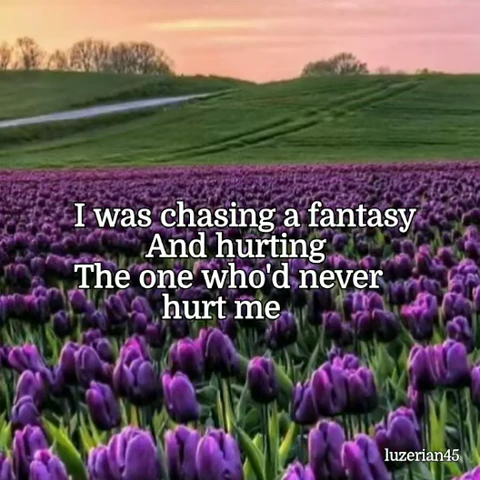 I was chasing a fantasy
And hurting
The one who'd never
hurt me
luzerian45